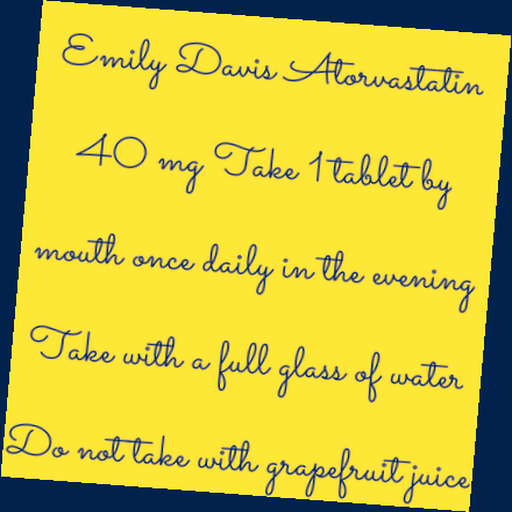 Emily Davis Atorvastatin
40 mg Take 1 tablet by
mouth once daily in the evening
Take with a full glass of water
Do not take with grapefruit juice